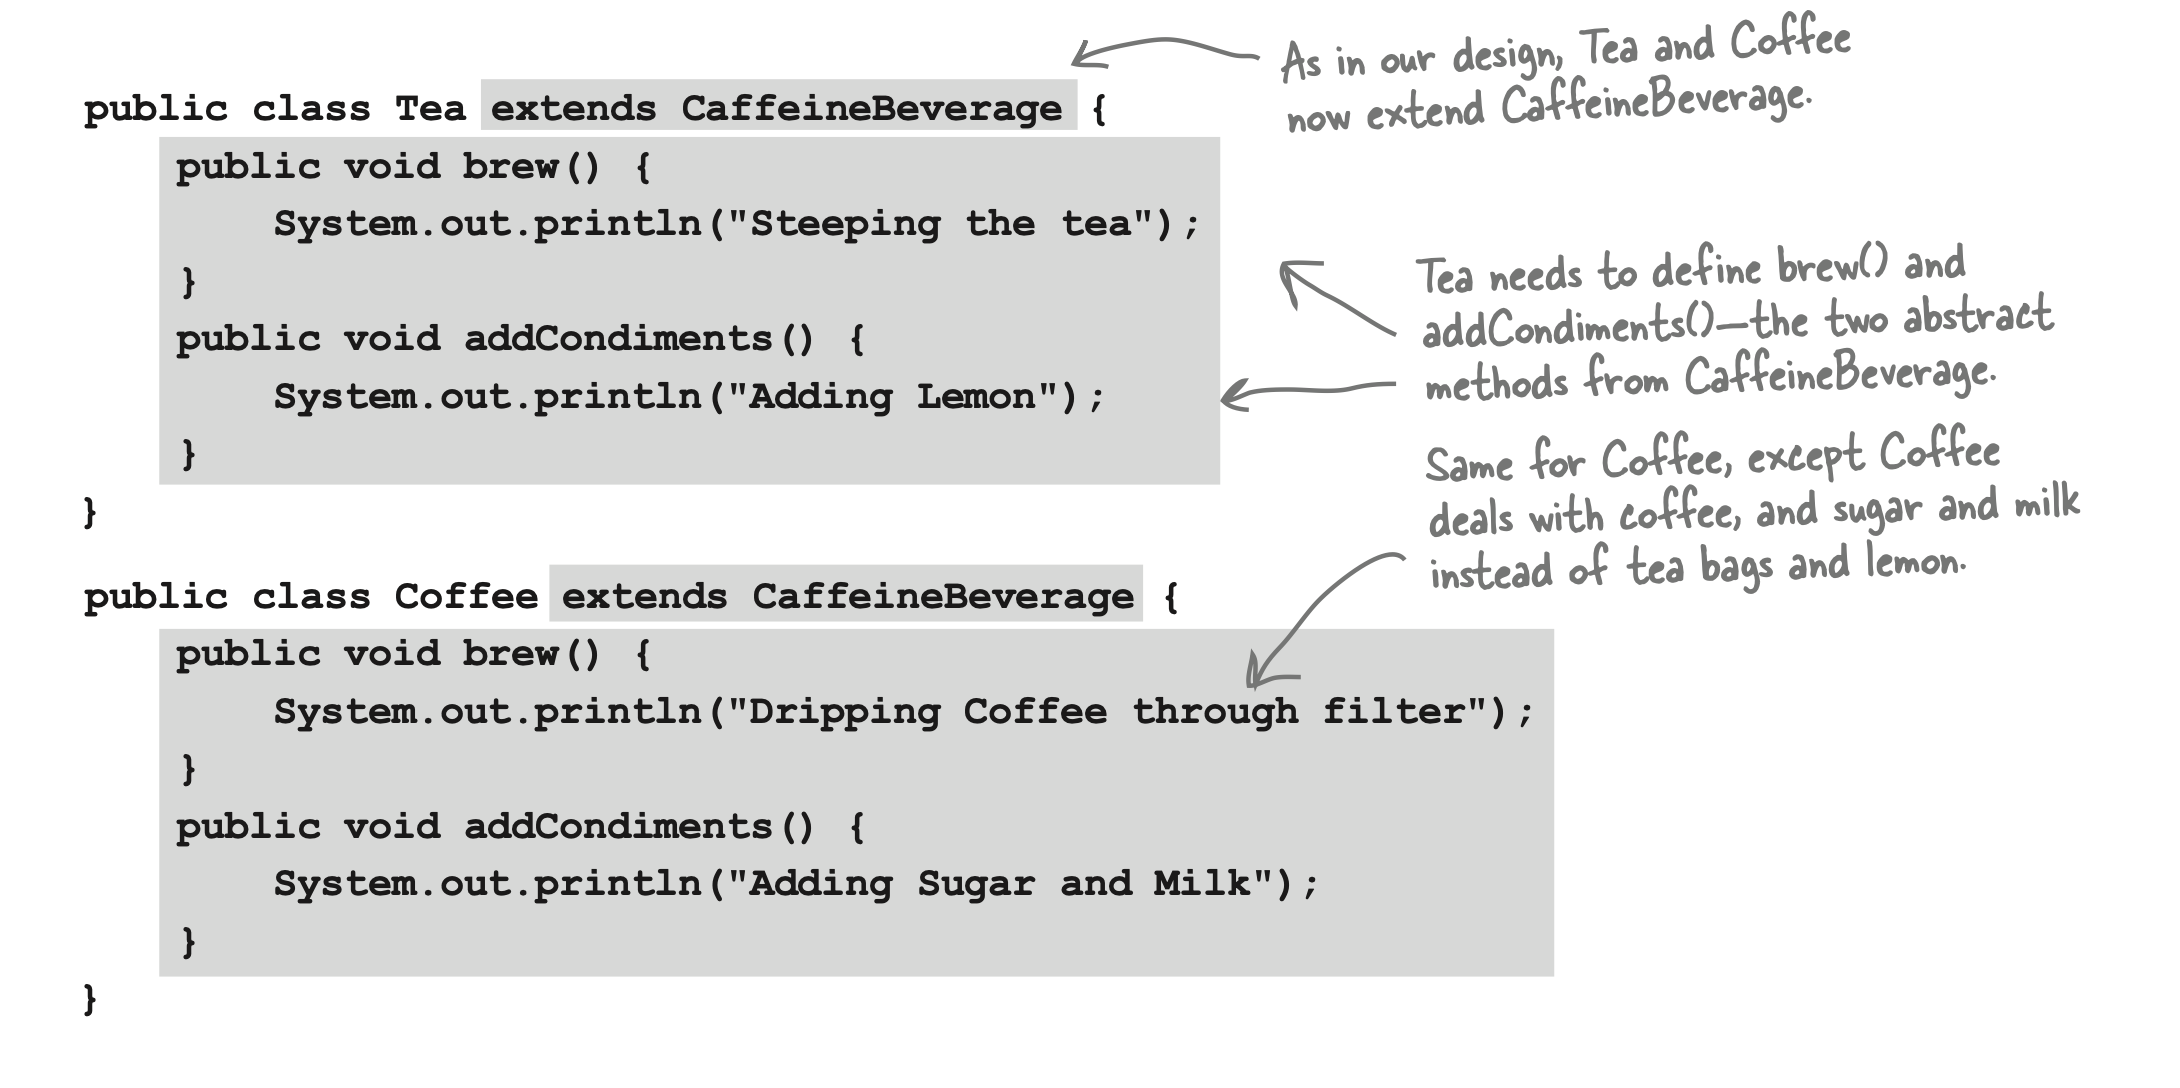 As in our design, Tea and Coffee
now extend CaffeineBeverage.
public class Tea extends CaffeineBeverage {
public void brew() {
System.out.println("Steeping the tea");
}
public void addCondiments() {
System.out.println("Adding Lemon");
}
}
Tea needs to define brew() and
addCondiments()—the two abstract
methods from CaffeineBeverage.
Same for Coffee, except Coffee
deals with coffee, and sugar and milk
instead of tea bags and lemon.
public class Coffee extends CaffeineBeverage {
public void brew() {
System.out.println("Dripping Coffee through filter");
}
public void addCondiments() {
System.out.println("Adding Sugar and Milk");
}
}